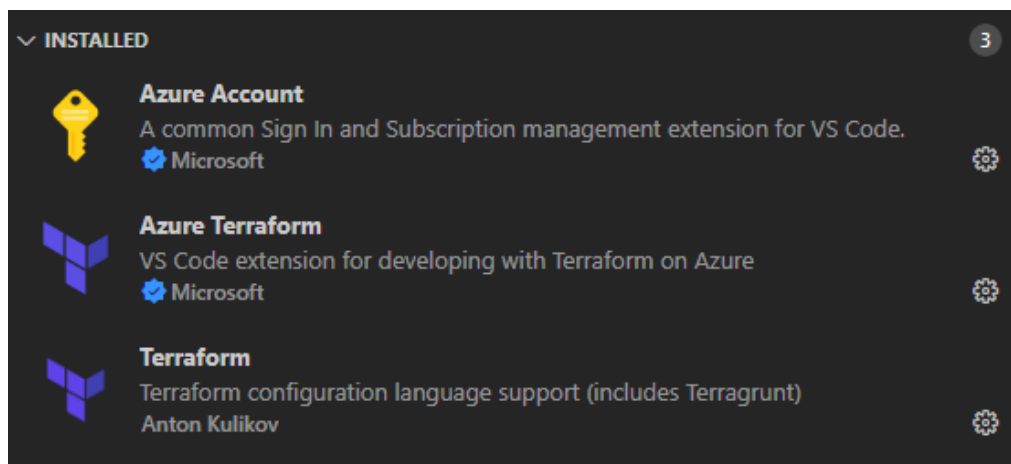 INSTALLED 3
Azure Account
A common Sign In and Subscription management extension for VS Code.
Microsoft
Azure Terraform
VS Code extension for developing with Terraform on Azure
Microsoft
Terraform
Terraform configuration language support (includes Terragrunt)
Anton Kulikov